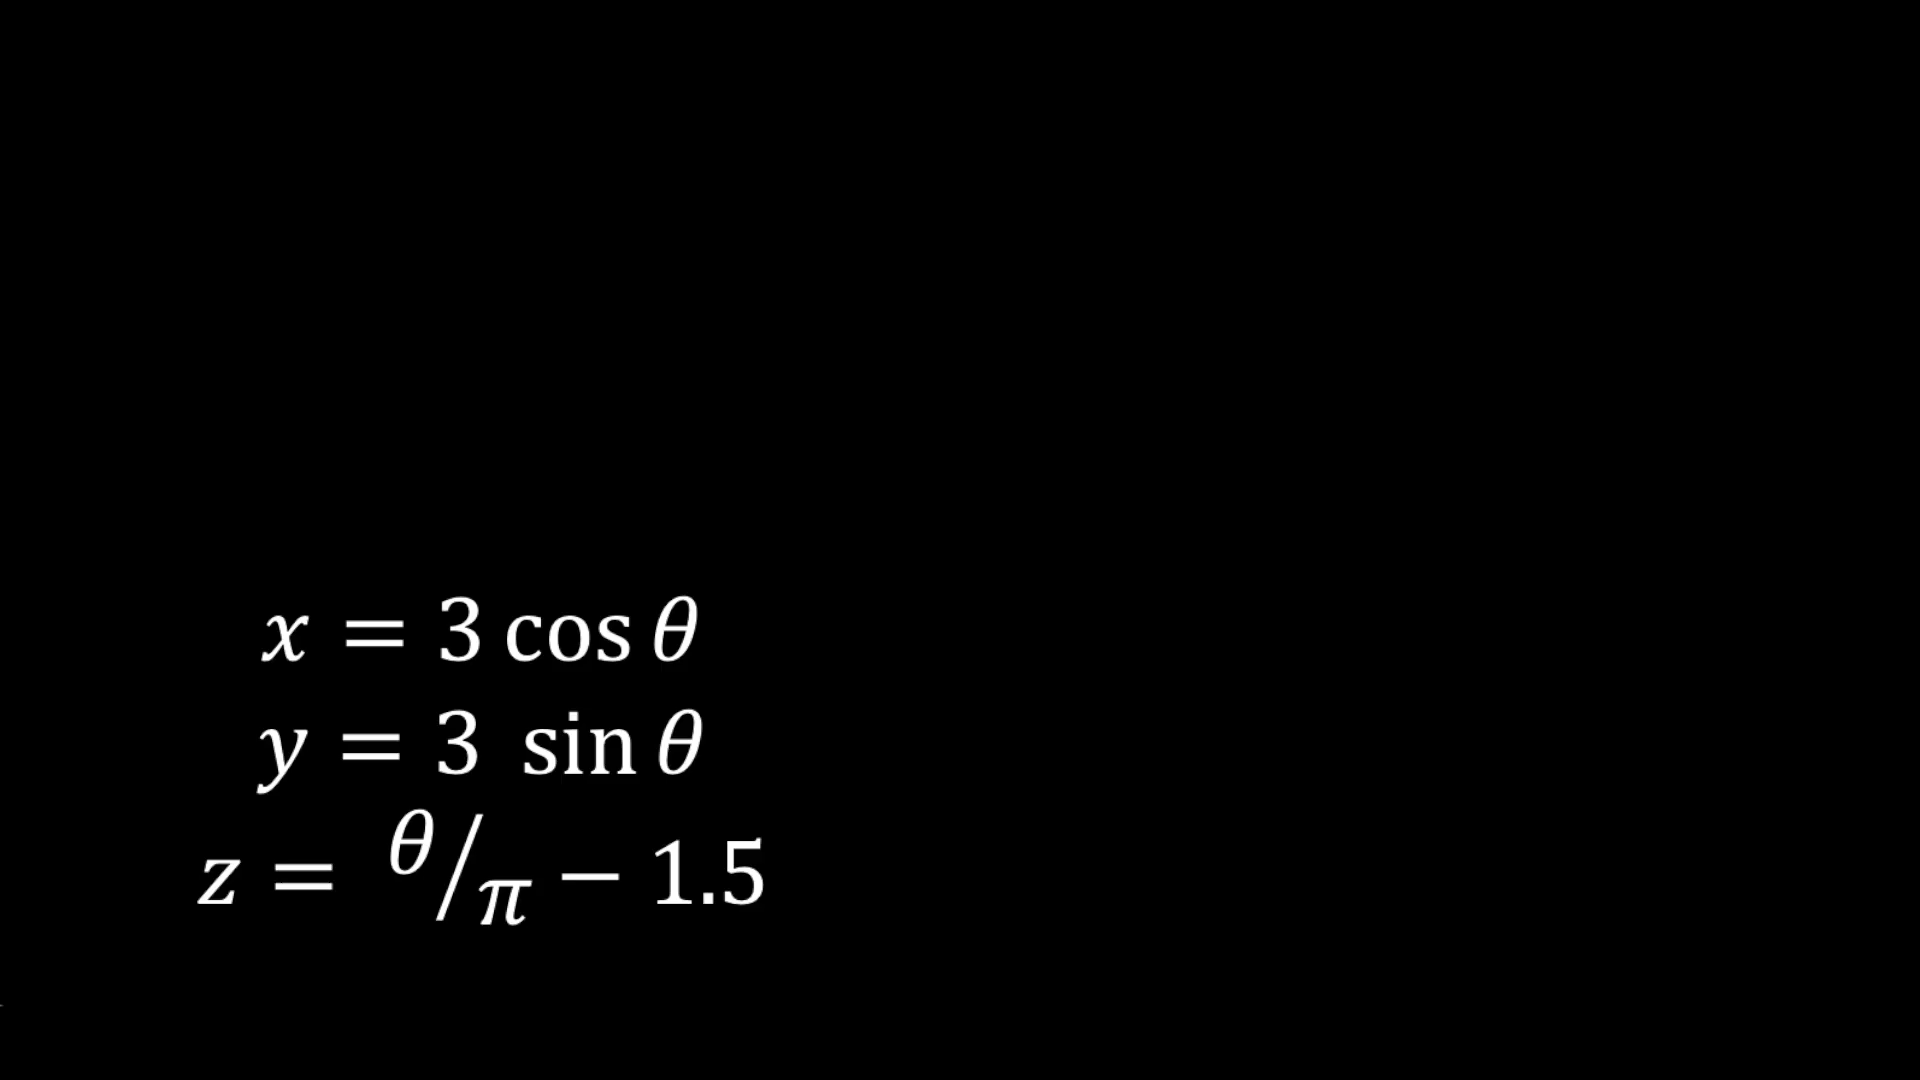 x = 3 cos θ
y = 3 sin θ
z = θ/π − 1.5